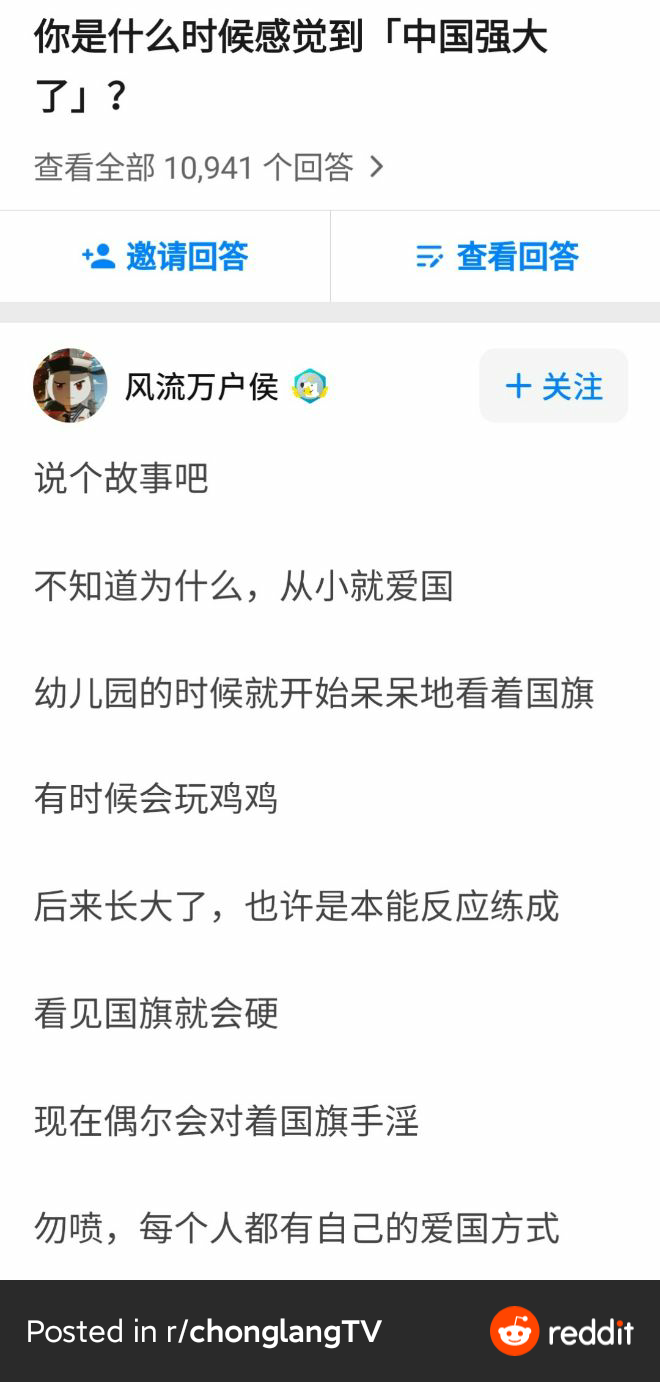 你是什么时候感觉到「中国强大
了」？
查看全部 10,941 个回答
邀请回答
查看回答
风流万户侯
关注
说个故事吧
不知道为什么，从小就爱国
幼儿园的时候就开始呆呆地看着国旗
有时候会玩鸡鸡
后来长大了，也许是本能反应练成
看见国旗就会硬
现在偶尔会对着国旗手淫
勿喷，每个人都有自己的爱国方式
Posted in r/chonglangTV
reddit